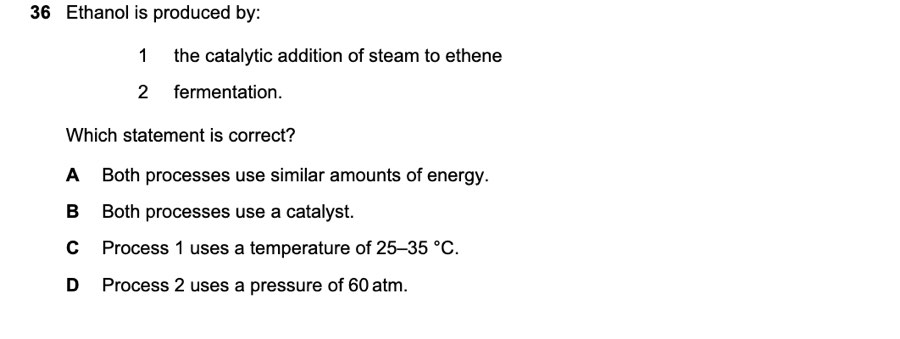 36 Ethanol is produced by:
1 the catalytic addition of steam to ethene
2 fermentation.
Which statement is correct?
A Both processes use similar amounts of energy.
B Both processes use a catalyst.
C Process 1 uses a temperature of 25–35 °C.
D Process 2 uses a pressure of 60 atm.